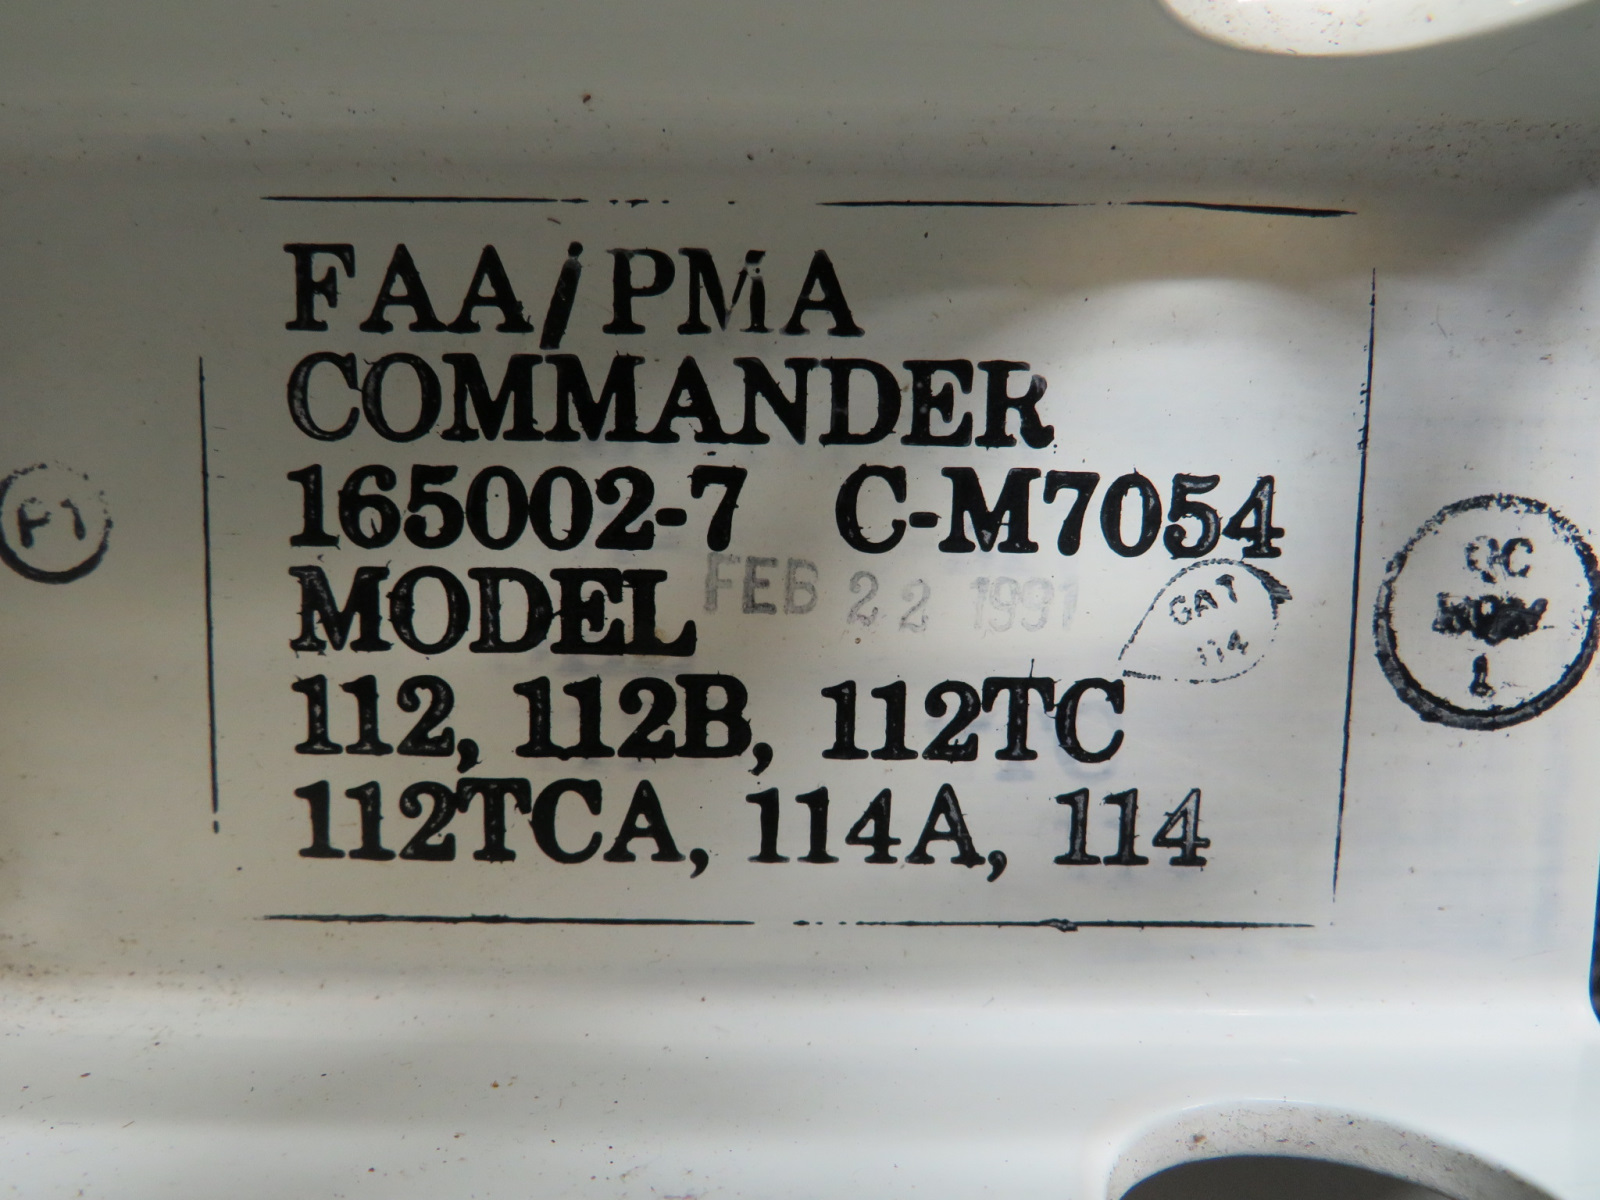 FAA/PMA
COMMANDER
165002-7 C-M7054
MODEL
FEB 22 1991
GAT
114
112, 112B, 112TC
112TCA, 114A, 114
F1
QC
1